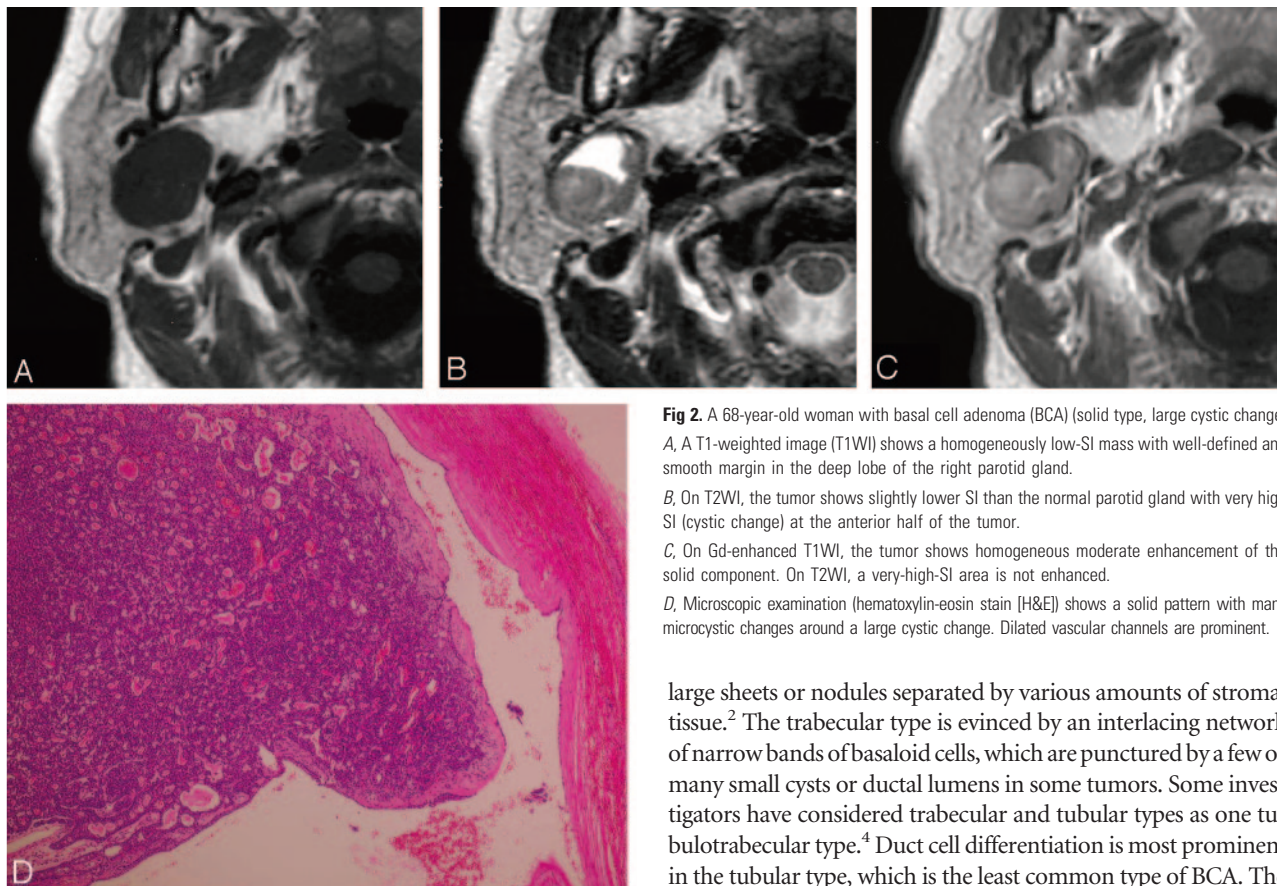 A
B
C
D
Fig 2. A 68-year-old woman with basal cell adenoma (BCA) (solid type, large cystic change
A, A T1-weighted image (T1WI) shows a homogeneously low-SI mass with well-defined an
smooth margin in the deep lobe of the right parotid gland.
B, On T2WI, the tumor shows slightly lower SI than the normal parotid gland with very hig
SI (cystic change) at the anterior half of the tumor.
C, On Gd-enhanced T1WI, the tumor shows homogeneous moderate enhancement of th
solid component. On T2WI, a very-high-SI area is not enhanced.
D, Microscopic examination (hematoxylin-eosin stain [H&E]) shows a solid pattern with man
microcystic changes around a large cystic change. Dilated vascular channels are prominent.
large sheets or nodules separated by various amounts of stroma
tissue.2 The trabecular type is evinced by an interlacing network
of narrow bands of basaloid cells, which are punctured by a few o
many small cysts or ductal lumens in some tumors. Some inves
tigators have considered trabecular and tubular types as one tu
bulotrabecular type.4 Duct cell differentiation is most prominen
in the tubular type, which is the least common type of BCA. Th